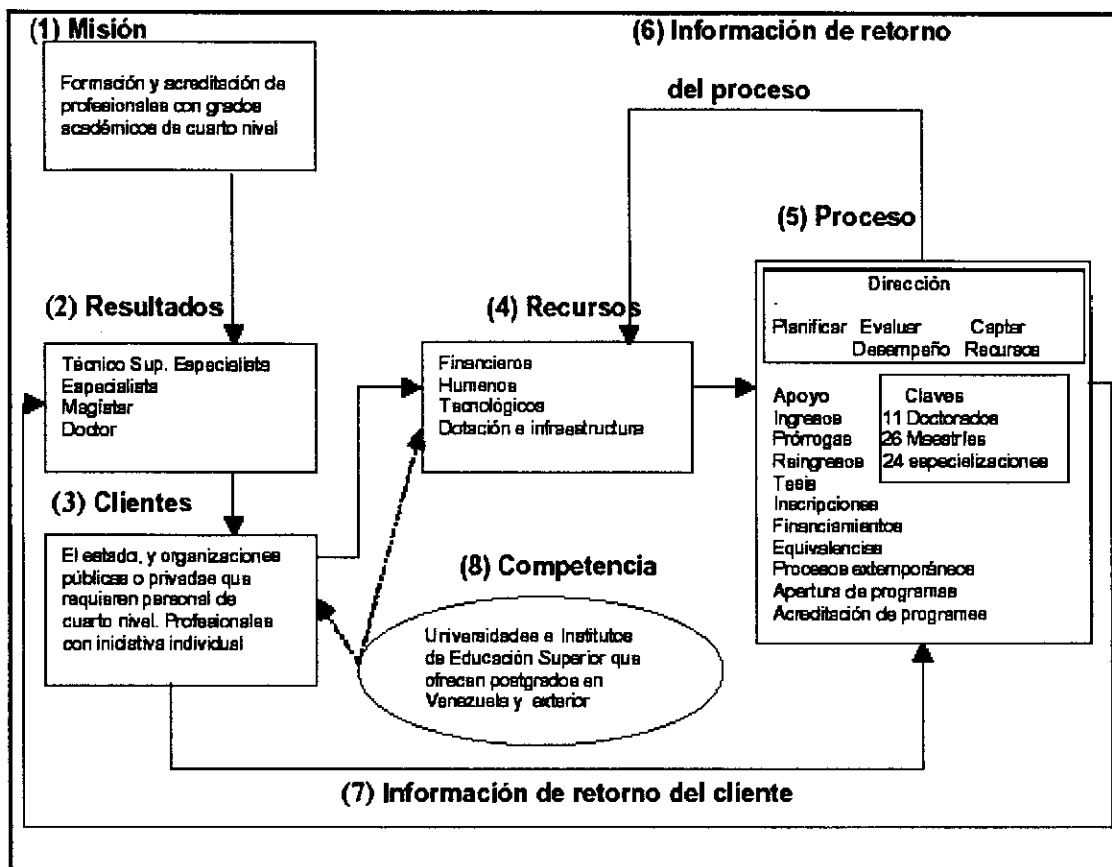 (1) Misión
Formación y acreditación de
profesionales con grados
académicos de cuarto nivel
(2) Resultados
Técnico Sup. Especialista
Especialista
Magíster
Doctor
(3) Clientes
El estado, y organizaciones
públicas o privadas que
requieren personal de
cuarto nivel. Profesionales
con iniciativa individual
(4) Recursos
Financieros
Humanos
Tecnológicos
Dotación e infraestructura
(5) Proceso
Dirección
Planificar Evaluar Captar
Desempeño Recursos
Apoyo Claves
Ingresos 11 Doctorados
Prórrogas 26 Maestrías
Reingresos 24 especializaciones
Tesis
Inscripciones
Financiamientos
Equivalencias
Procesos extemporáneos
Apertura de programas
Acreditación de programas
(6) Información de retorno
del proceso
(7) Información de retorno del cliente
(8) Competencia
Universidades e Institutos
de Educación Superior que
ofrecen postgrados en
Venezuela y exterior